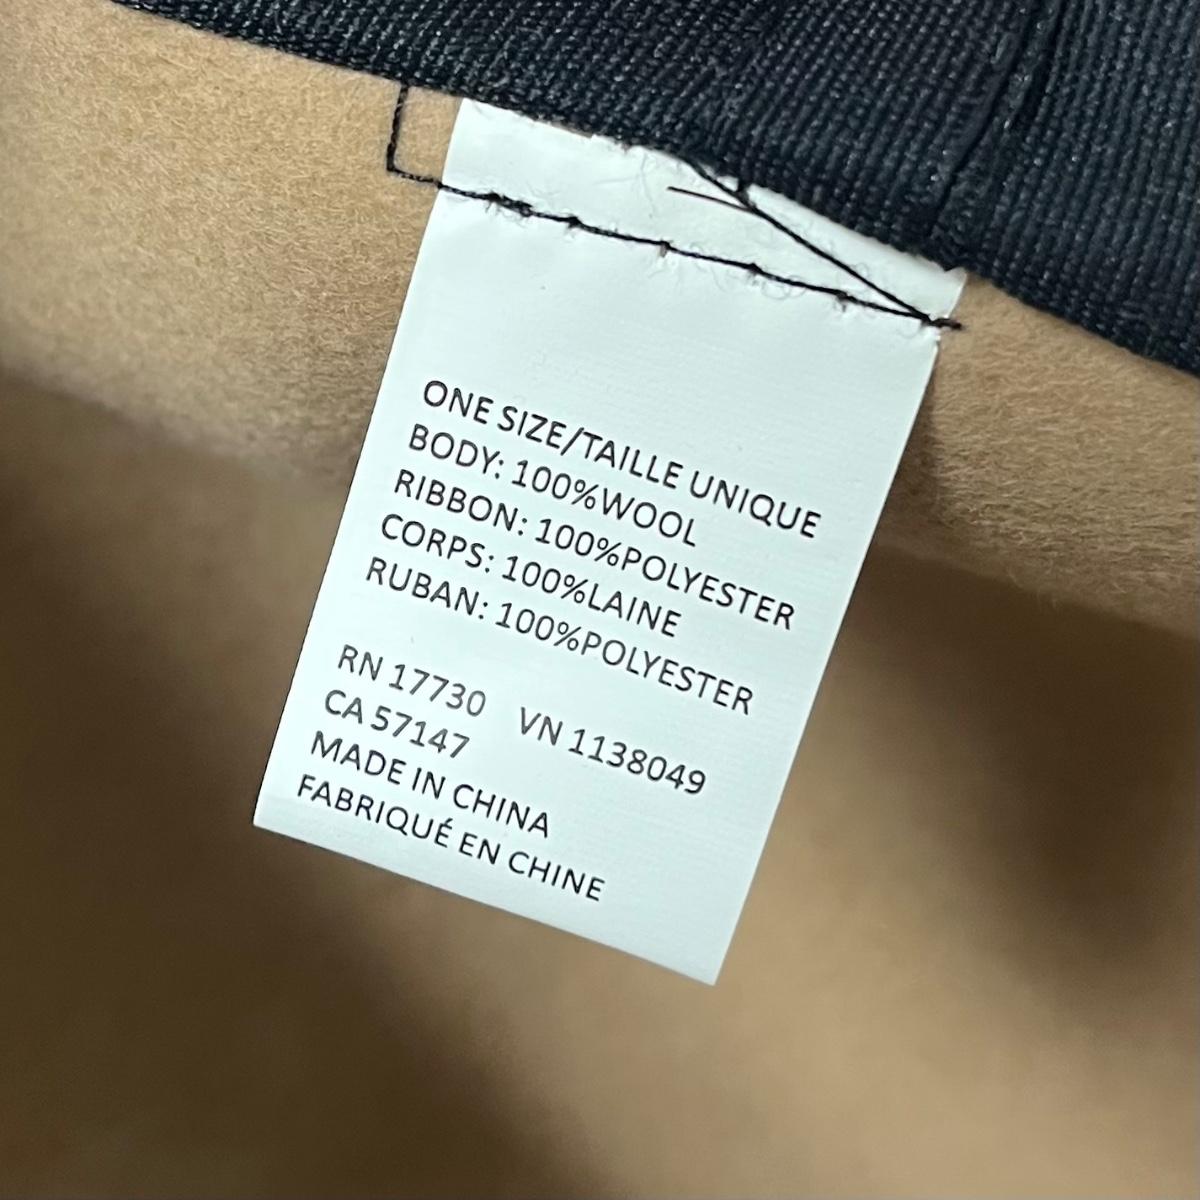 ONE SIZE/TAILLE UNIQUE
BODY: 100%WOOL
RIBBON: 100%POLYESTER
CORPS: 100%LAINE
RUBAN: 100%POLYESTER
RN 17730 VN 1138049
CA 57147
MADE IN CHINA
FABRIQUÉ EN CHINE